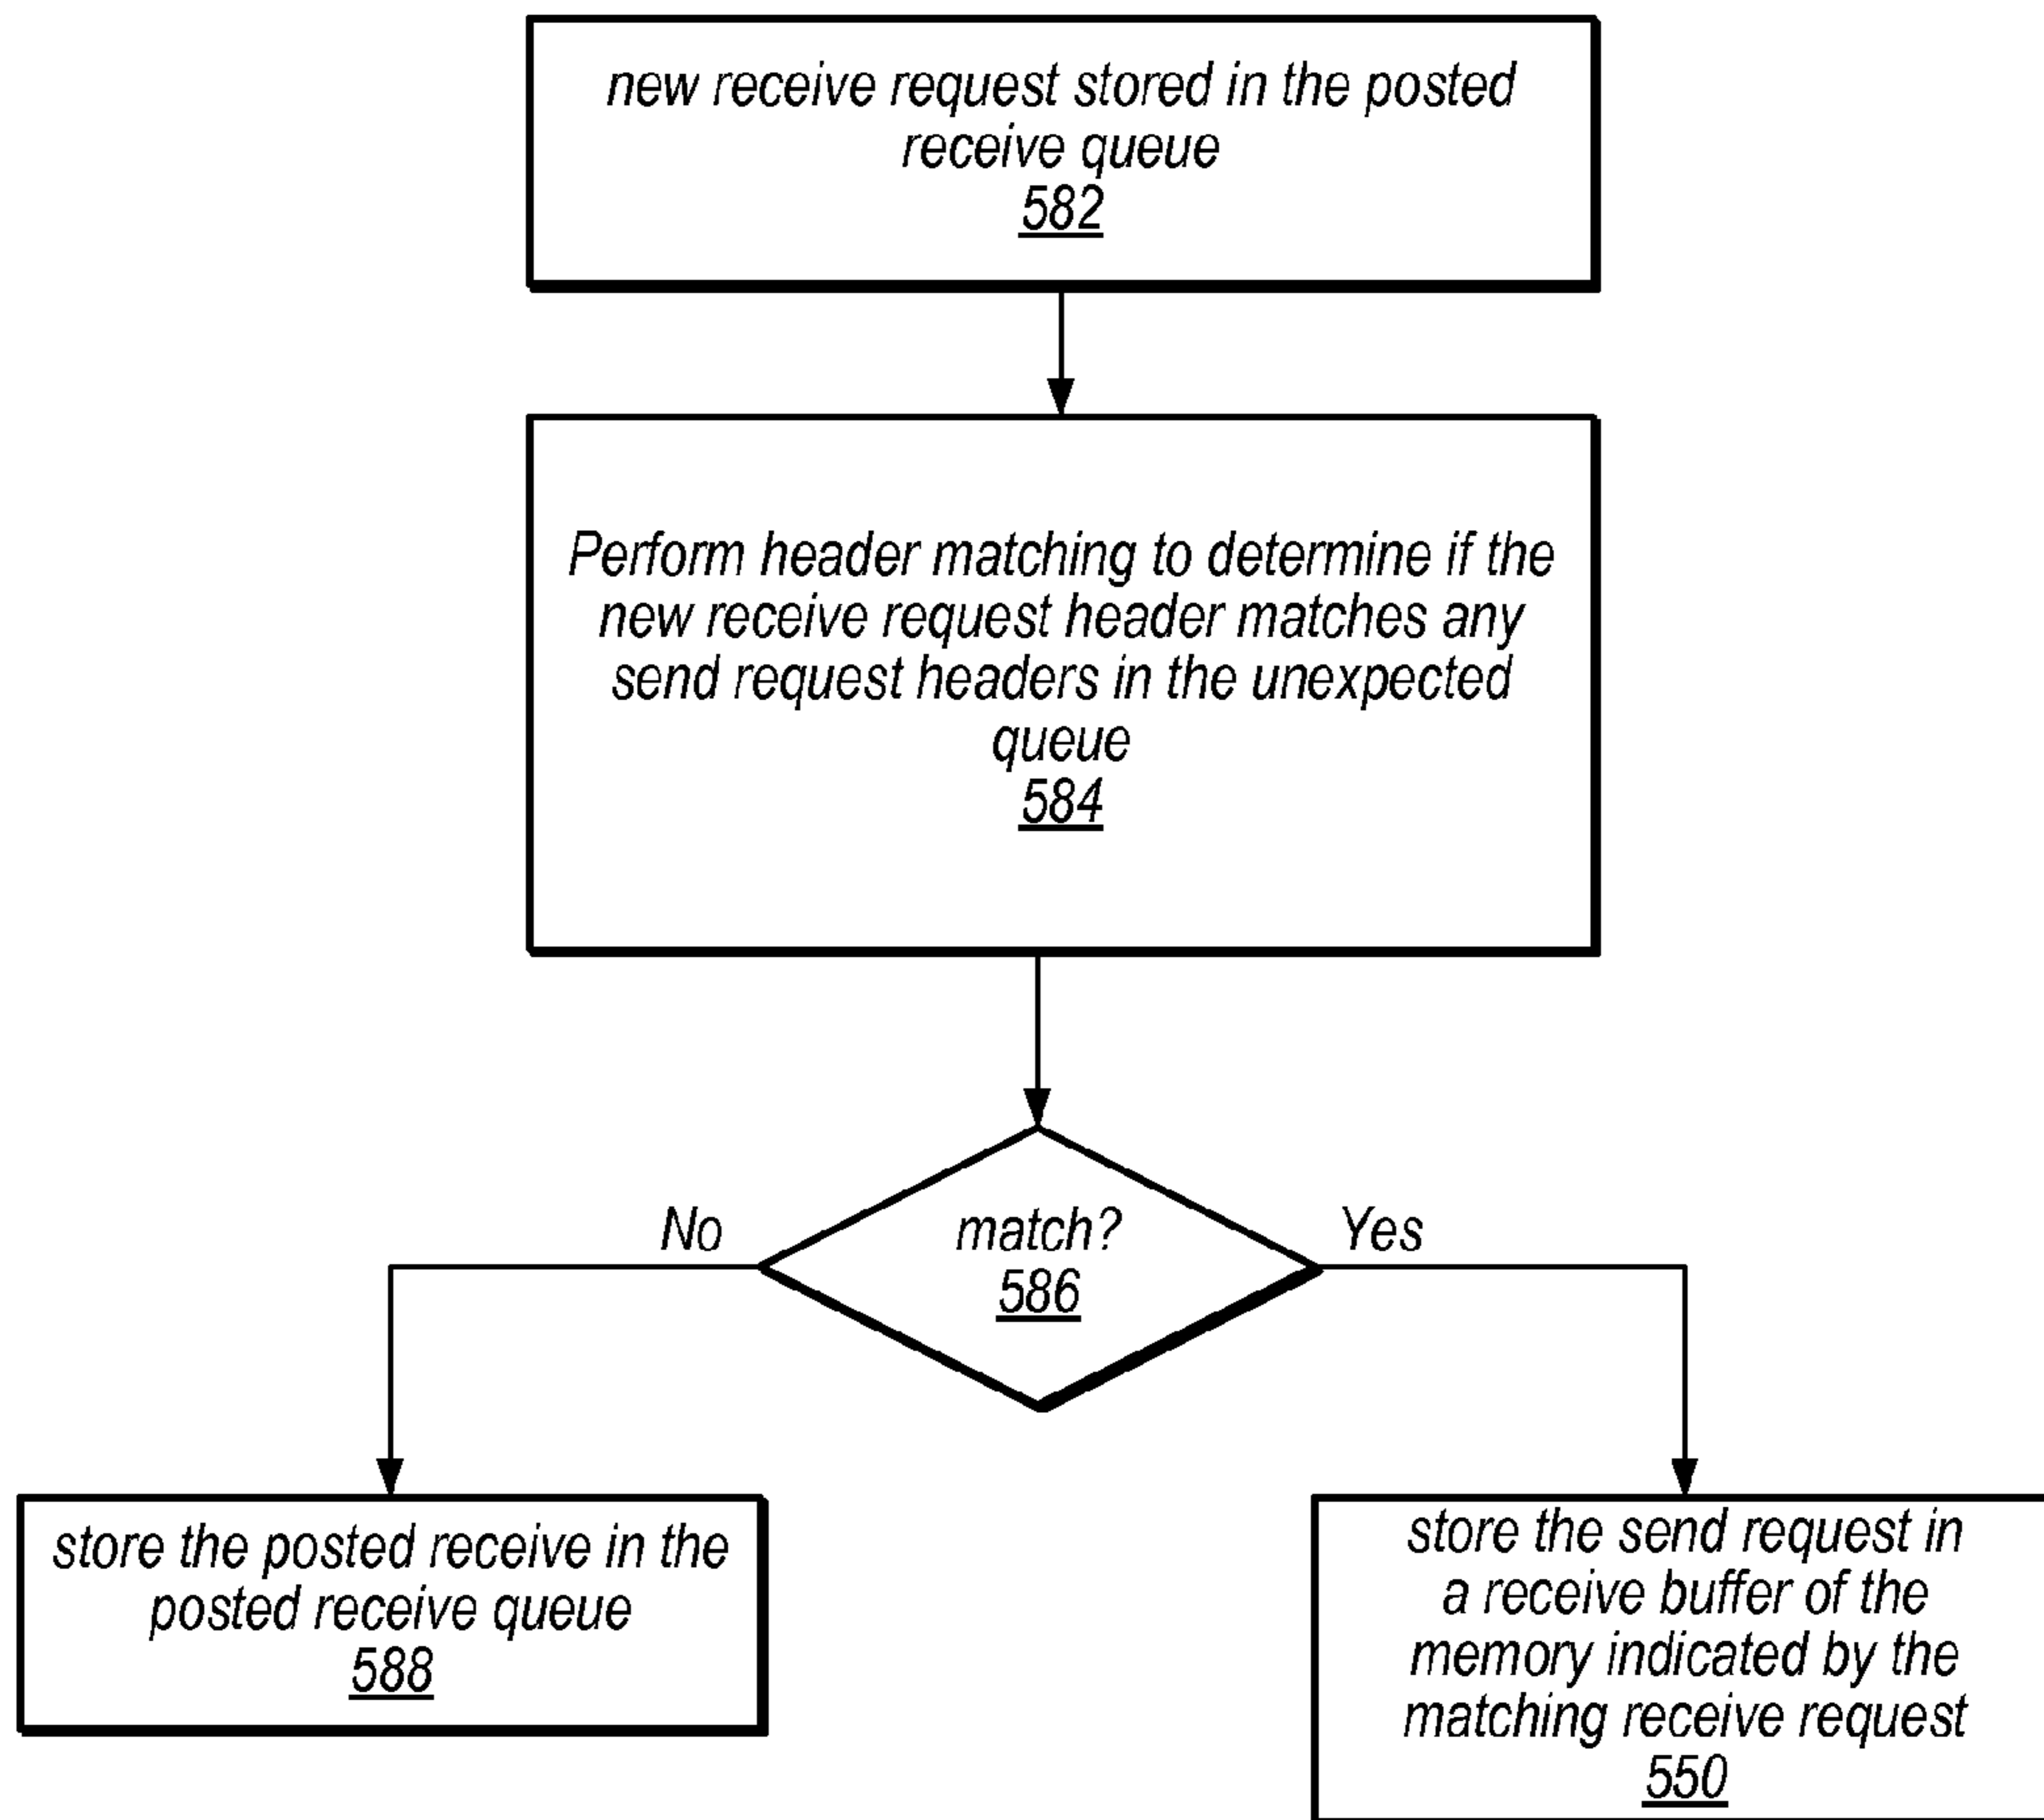 new receive request stored in the posted
receive queue
582
Perform header matching to determine if the
new receive request header matches any
send request headers in the unexpected
queue
584
match?
586
No
Yes
store the posted receive in the
posted receive queue
588
store the send request in
a receive buffer of the
memory indicated by the
matching receive request
550